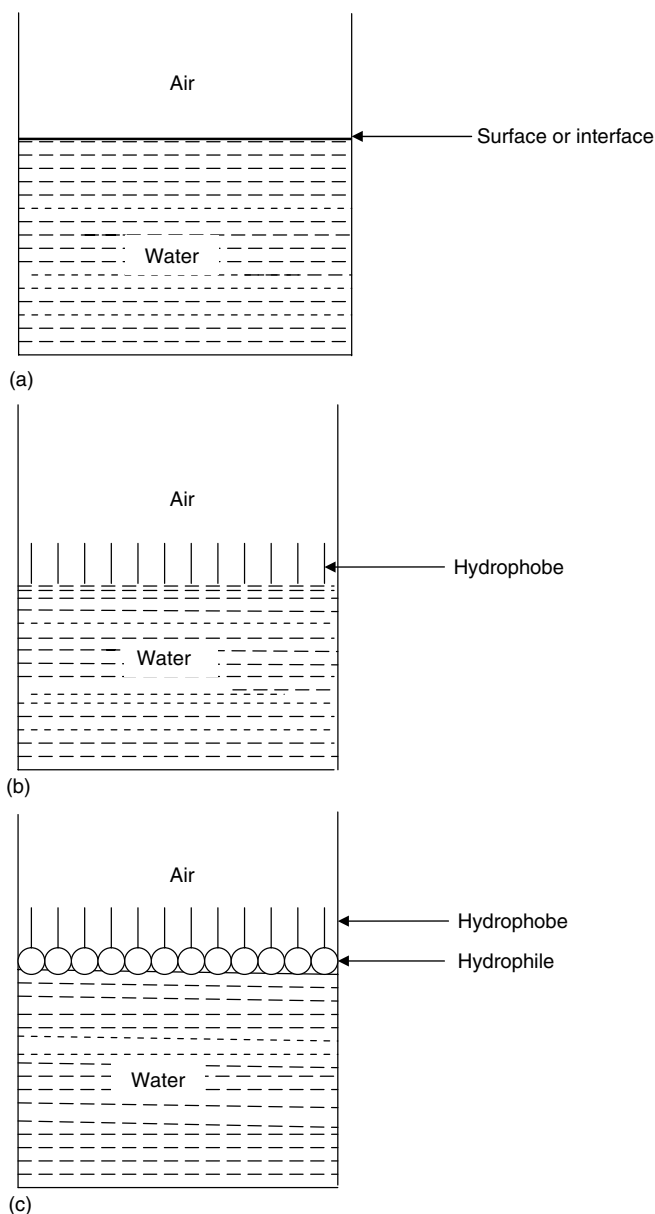 Air
Surface or interface
Water
(a)
Air
Hydrophobe
Water
(b)
Air
Hydrophobe
Hydrophile
Water
(c)